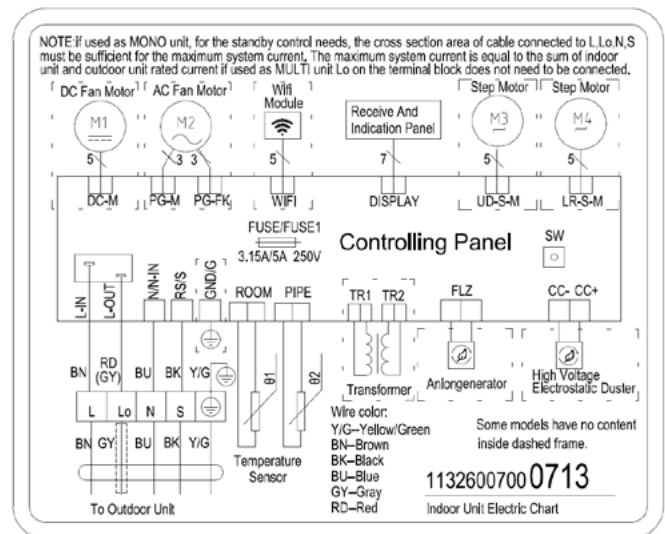 NOTE:If used as MONO unit, for the standby control needs, the cross section area of cable connected to L,Lo,N,S
must be sufficient for the maximum system current, The maximum system current is equal to the sum of indoor
unit and outdoor unit rated current if used as MULTI unit Lo on the terminal block does not need to be connected.
DC Fan Motor AC Fan Motor Wifi Module Step Motor Step Motor
Receive And
Indication Panel
M1 M2 M3 M4
5 3 3 5 7 5 5
DC-M PG-M PG-FK WIFI DISPLAY UD-S-M LR-S-M
FUSE/FUSE1
3.15A/5A 250V
Controlling Panel
SW
L-IN L-OUT N/N-IN RS/S GND/G
ROOM PIPE TR1 TR2 FLZ CC- CC+
BN RD (GY) BU BK Y/G
θ1 θ2
Transformer
Aniongenerator
High Voltage
Electrostatic Duster
L Lo N S
BN GY BU BK Y/G
Temperature
Sensor
To Outdoor Unit
Wire color:
Y/G--Yellow/Green
BN--Brown
BK--Black
BU--Blue
GY--Gray
RD--Red
Some models have no content
inside dashed frame.
11326007000713
Indoor Unit Electric Chart